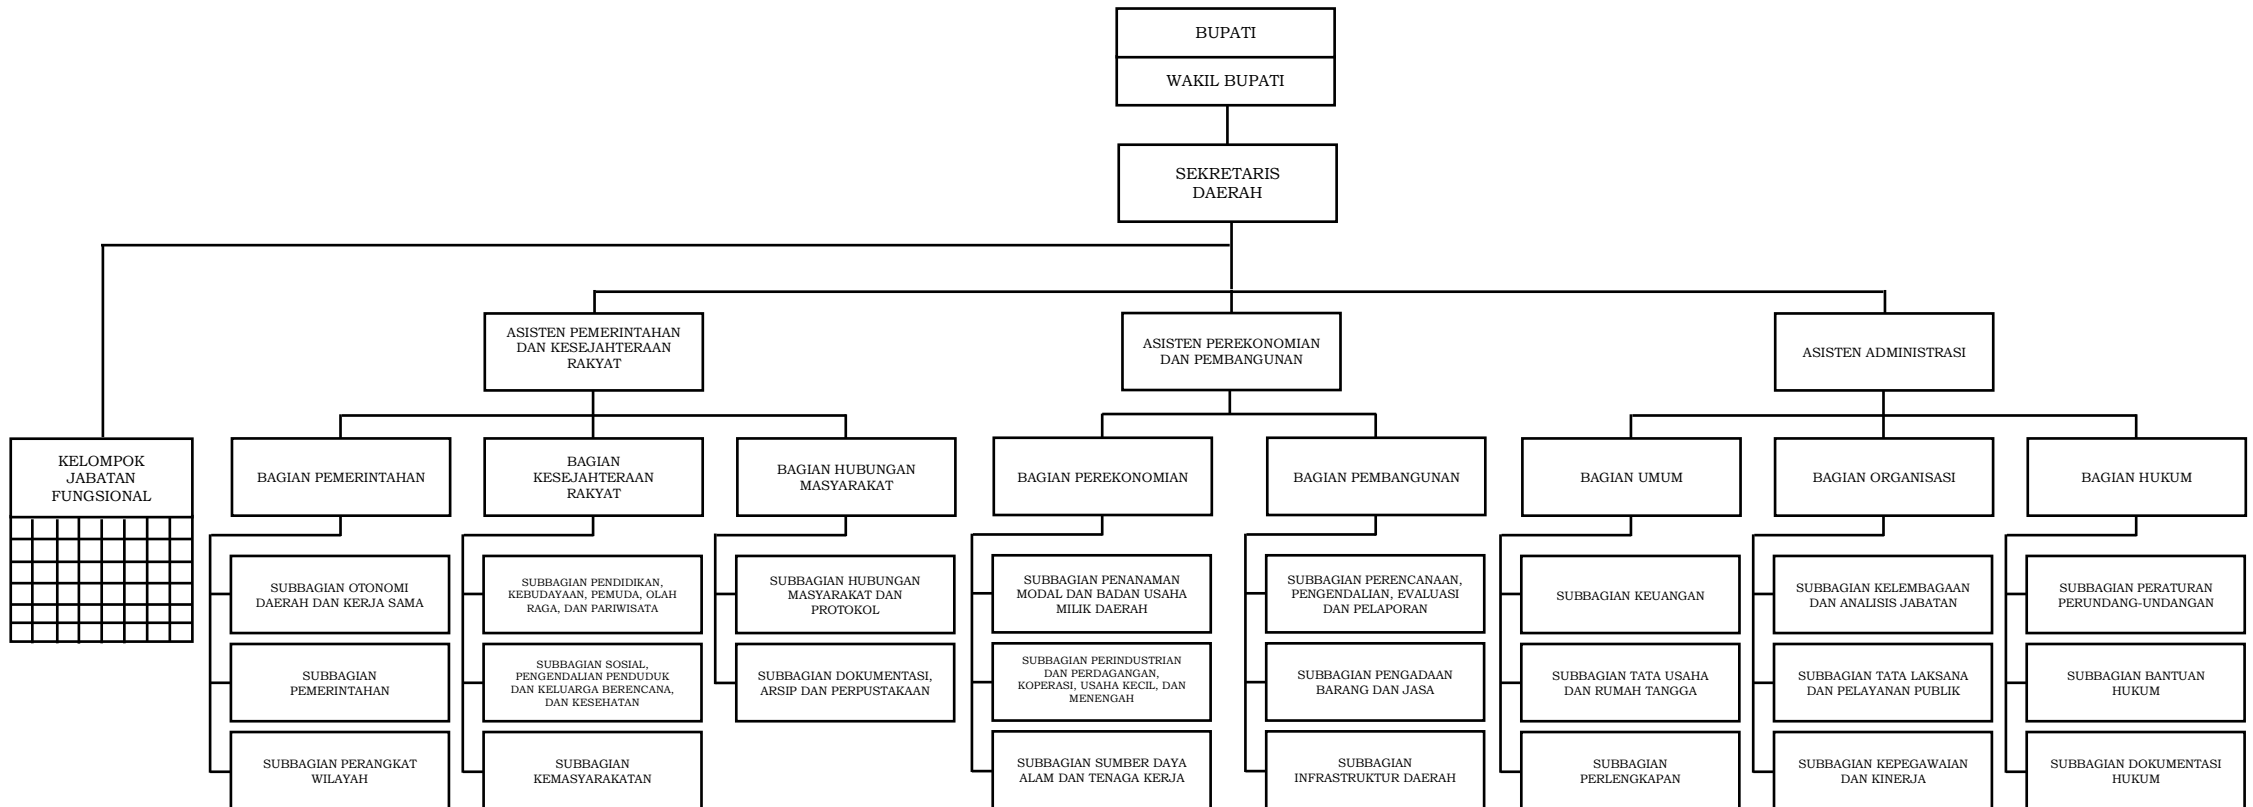 BUPATI
WAKIL BUPATI
SEKRETARIS
DAERAH
ASISTEN PEMERINTAHAN
DAN KESEJAHTERAAN
RAKYAT
ASISTEN PEREKONOMIAN
DAN PEMBANGUNAN
ASISTEN ADMINISTRASI
KELOMPOK
JABATAN
FUNGSIONAL
BAGIAN PEMERINTAHAN
BAGIAN
KESEJAHTERAAN
RAKYAT
BAGIAN HUBUNGAN
MASYARAKAT
BAGIAN PEREKONOMIAN
BAGIAN PEMBANGUNAN
BAGIAN UMUM
BAGIAN ORGANISASI
BAGIAN HUKUM
SUBBAGIAN OTONOMI
DAERAH DAN KERJA SAMA
SUBBAGIAN PENDIDIKAN,
KEBUDAYAAN, PEMUDA, OLAH
RAGA, DAN PARIWISATA
SUBBAGIAN HUBUNGAN
MASYARAKAT DAN
PROTOKOL
SUBBAGIAN PENANAMAN
MODAL DAN BADAN USAHA
MILIK DAERAH
SUBBAGIAN PERENCANAAN,
PENGENDALIAN, EVALUASI
DAN PELAPORAN
SUBBAGIAN KEUANGAN
SUBBAGIAN KELEMBAGAAN
DAN ANALISIS JABATAN
SUBBAGIAN PERATURAN
PERUNDANG-UNDANGAN
SUBBAGIAN
PEMERINTAHAN
SUBBAGIAN SOSIAL,
PENGENDALIAN PENDUDUK
DAN KELUARGA BERENCANA,
DAN KESEHATAN
SUBBAGIAN DOKUMENTASI,
ARSIP DAN PERPUSTAKAAN
SUBBAGIAN PERINDUSTRIAN
DAN PERDAGANGAN,
KOPERASI, USAHA KECIL, DAN
MENENGAH
SUBBAGIAN PENGADAAN
BARANG DAN JASA
SUBBAGIAN TATA USAHA
DAN RUMAH TANGGA
SUBBAGIAN TATA LAKSANA
DAN PELAYANAN PUBLIK
SUBBAGIAN BANTUAN
HUKUM
SUBBAGIAN PERANGKAT
WILAYAH
SUBBAGIAN
KEMASYARAKATAN
SUBBAGIAN SUMBER DAYA
ALAM DAN TENAGA KERJA
SUBBAGIAN
INFRASTRUKTUR DAERAH
SUBBAGIAN
PERLENGKAPAN
SUBBAGIAN KEPEGAWAIAN
DAN KINERJA
SUBBAGIAN DOKUMENTASI
HUKUM